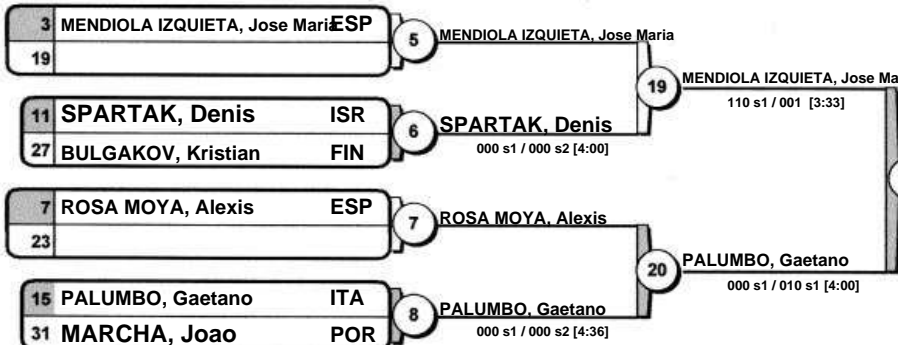 3 MENDIOLA IZQUIETA, Jose Maria ESP
19
5
MENDIOLA IZQUIETA, Jose Maria
11 SPARTAK, Denis ISR
27 BULGAKOV, Kristian FIN
6
SPARTAK, Denis
000 s1 / 000 s2 [4:00]
19
MENDIOLA IZQUIETA, Jose Ma
110 s1 / 001 [3:33]
7 ROSA MOYA, Alexis ESP
23
7
ROSA MOYA, Alexis
15 PALUMBO, Gaetano ITA
31 MARCHA, Joao POR
8
PALUMBO, Gaetano
000 s1 / 000 s2 [4:36]
20
PALUMBO, Gaetano
000 s1 / 010 s1 [4:00]